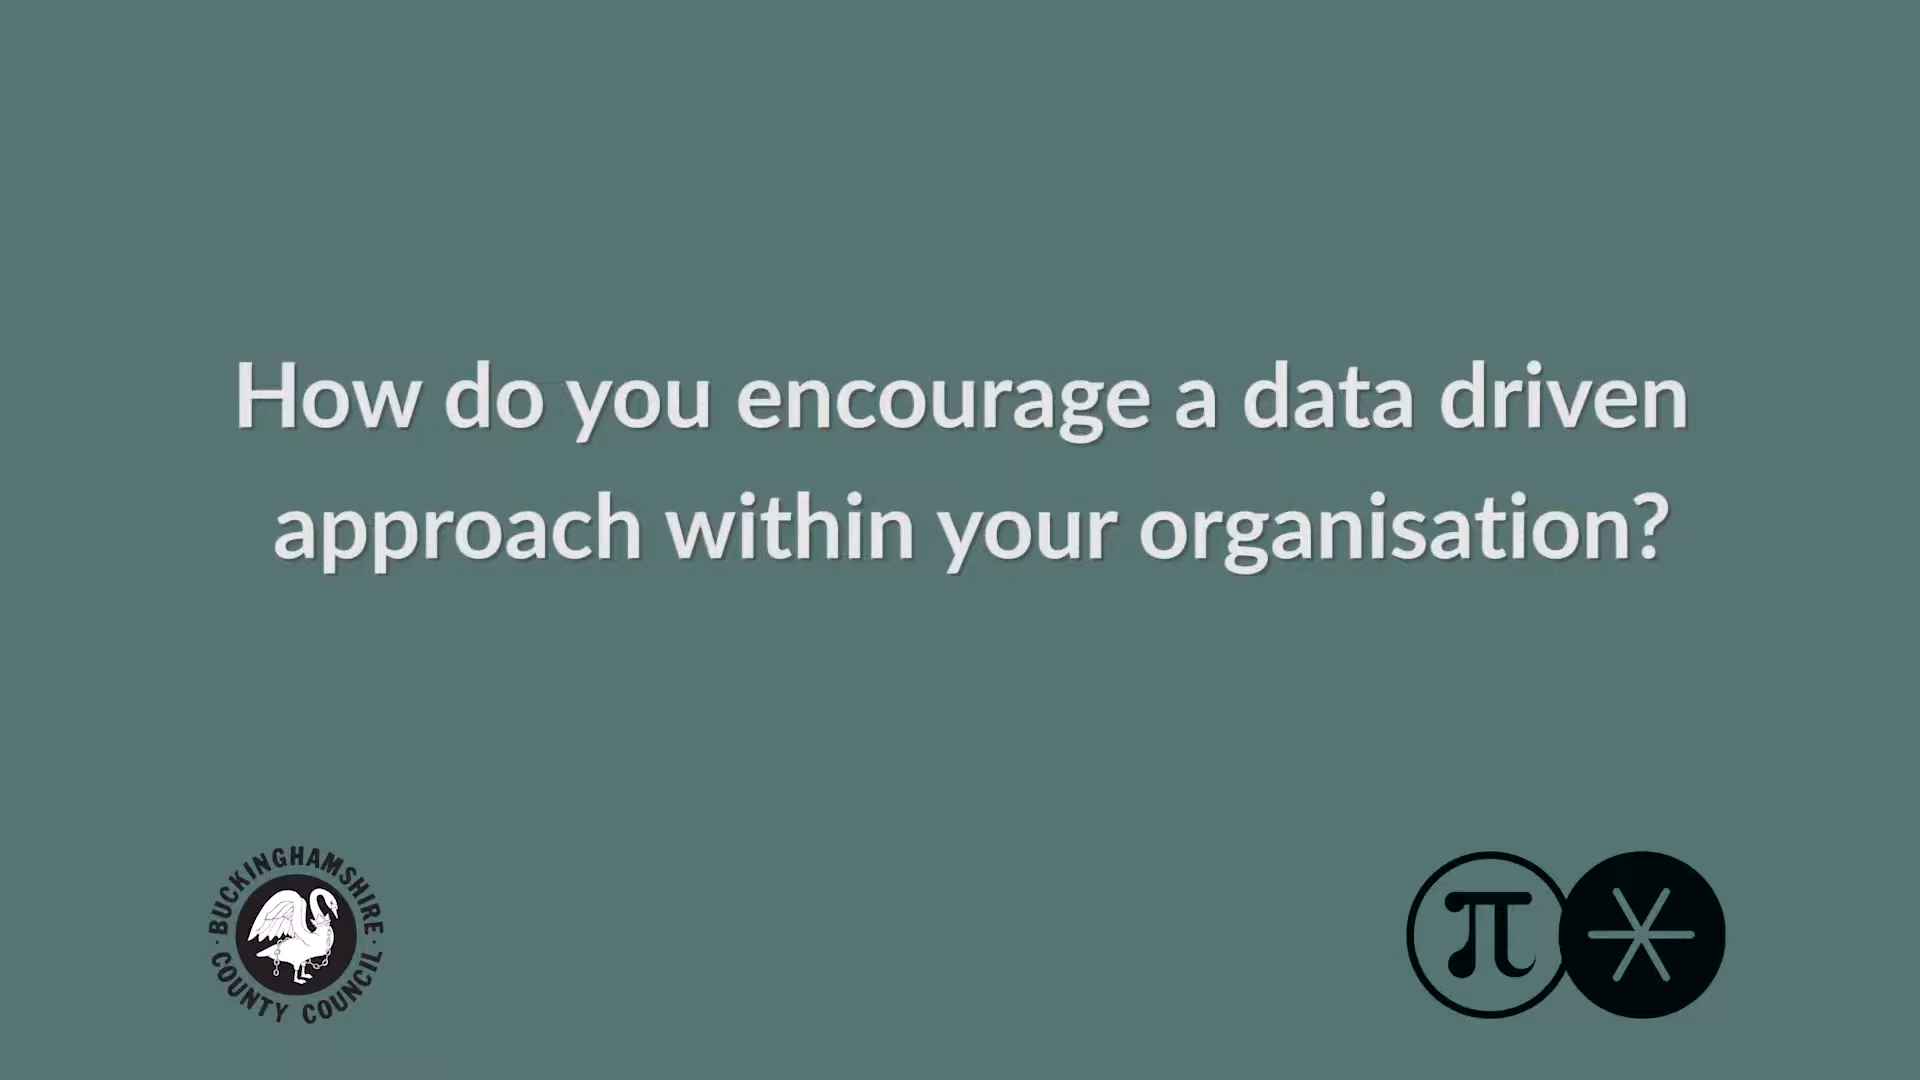 How do you encourage a data driven
approach within your organisation?
· BUCKINGHAMSHIRE ·
COUNTY COUNCIL
π *